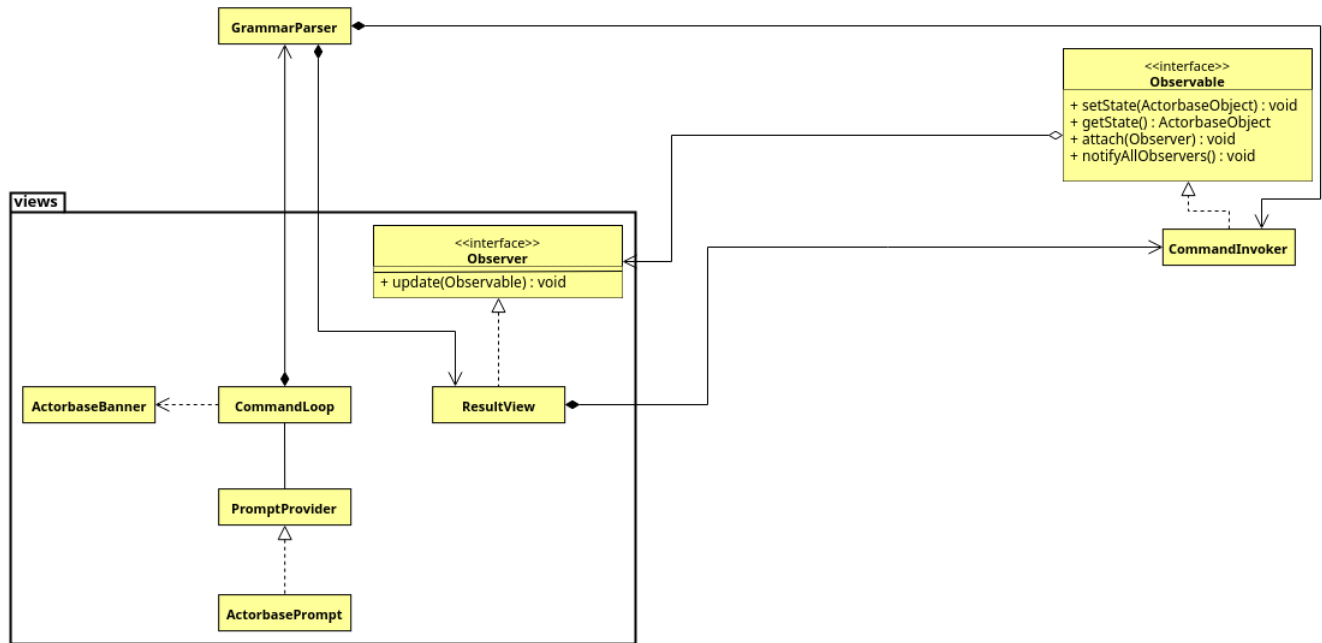 GrammarParser
<<interface>>
Observable
+ setState(ActorbaseObject) : void
+ getState() : ActorbaseObject
+ attach(Observer) : void
+ notifyAllObservers() : void
views
<<interface>>
Observer
+ update(Observable) : void
CommandInvoker
ActorbaseBanner
CommandLoop
ResultView
PromptProvider
ActorbasePrompt